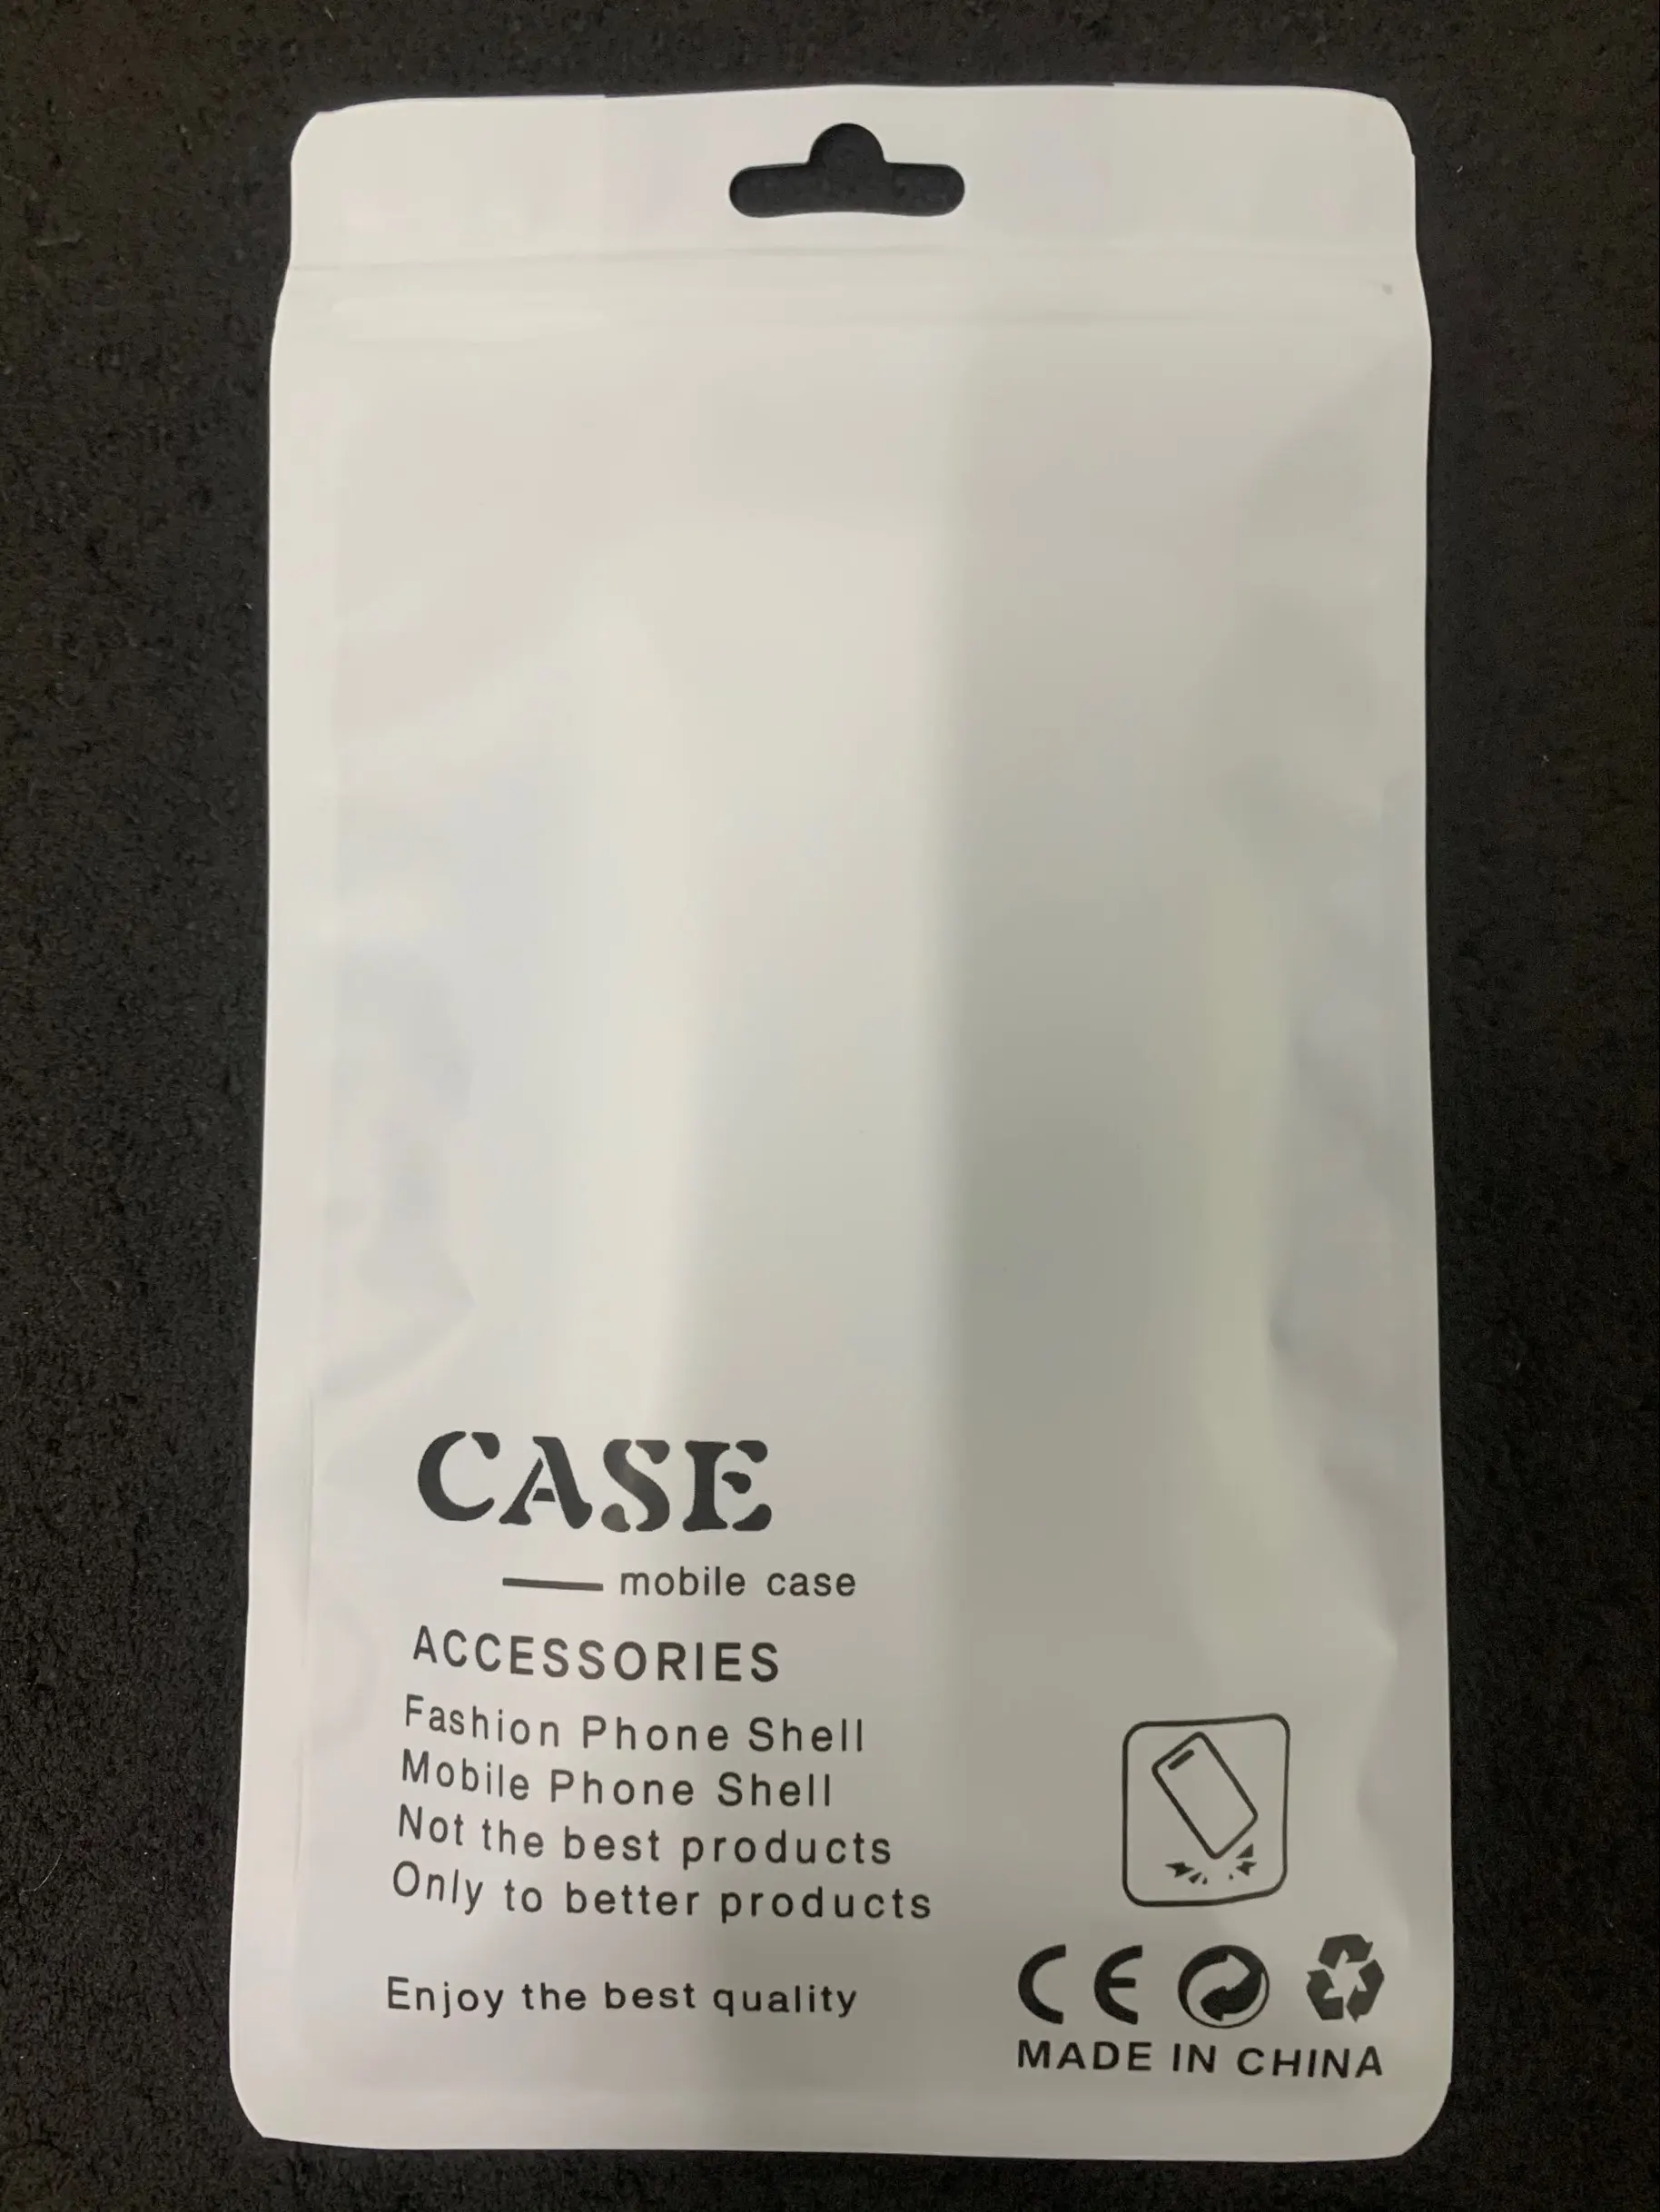 CASE
mobile case
ACCESSORIES
Fashion Phone Shell
Mobile Phone Shell
Not the best products
Only to better products
Enjoy the best quality
CE
MADE IN CHINA